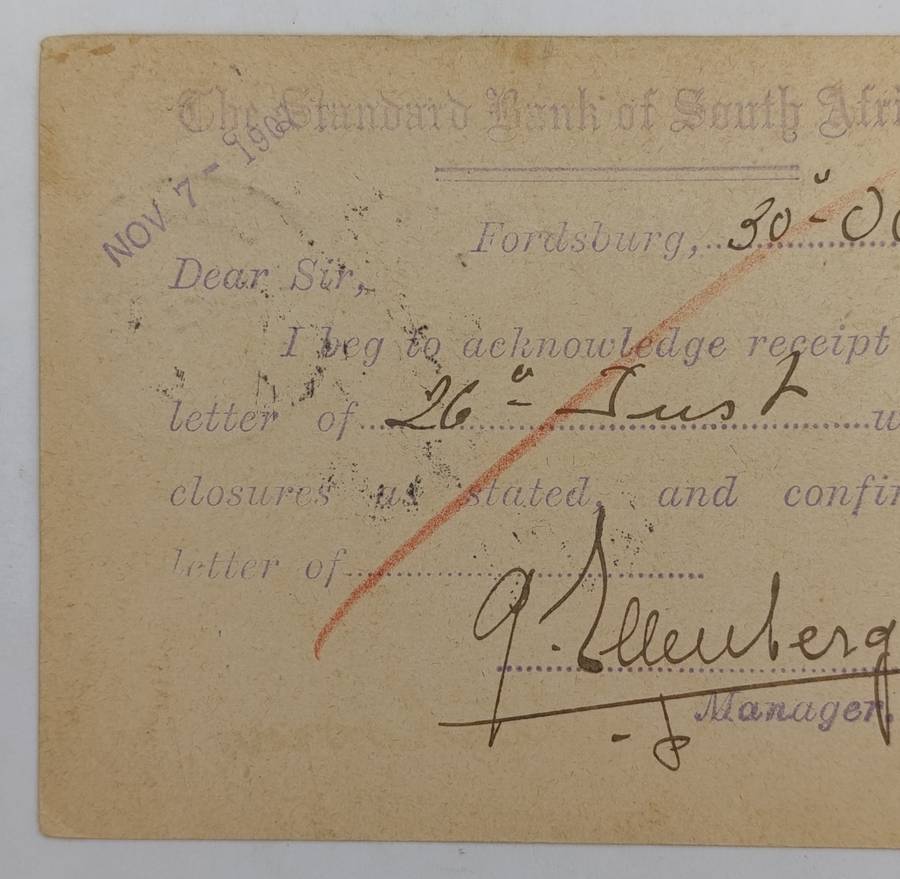 The Standard Bank of South Afri
NOV 7 - 190
Fordsburg, 30" Oc
Dear Sir,
I beg to acknowledge receipt
letter of 26" Inst
closures as stated, and confir
letter of
Manager.